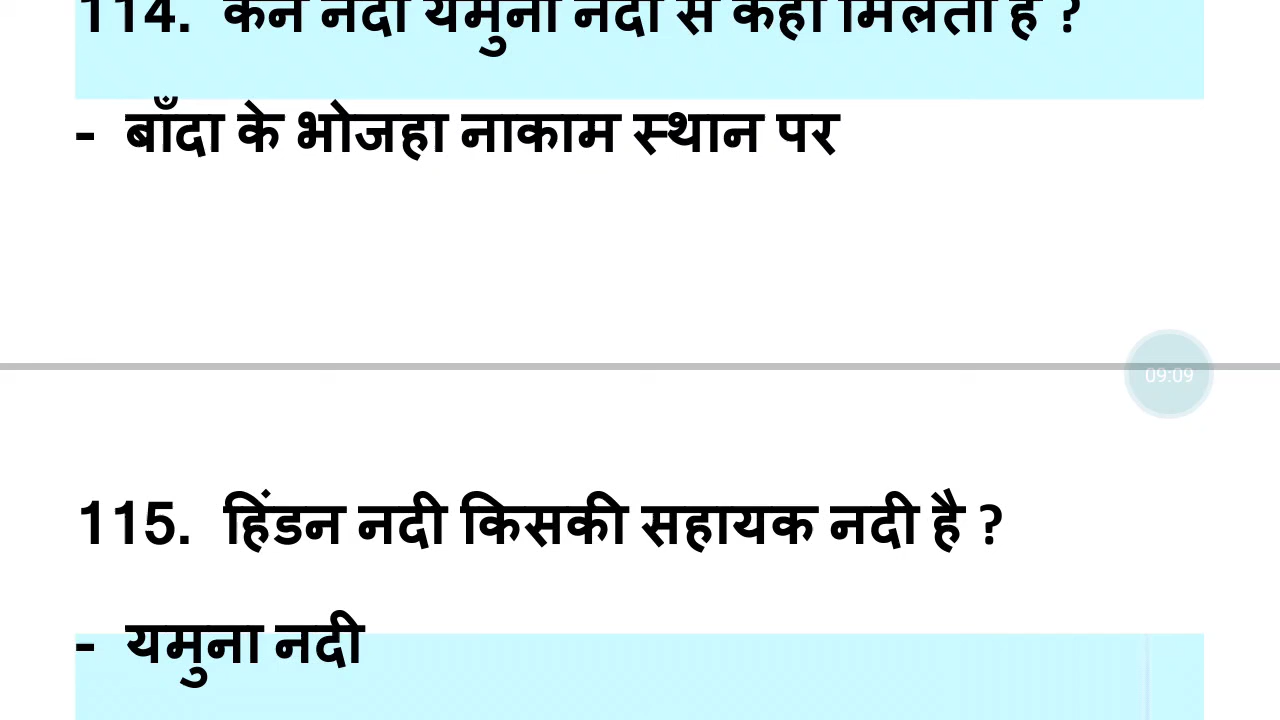 114. केन नदी यमुना नदी से कहाँ मिलती है ?
- बाँदा के भोजहा नाकाम स्थान पर
09:09
115. हिंडन नदी किसकी सहायक नदी है ?
- यमुना नदी